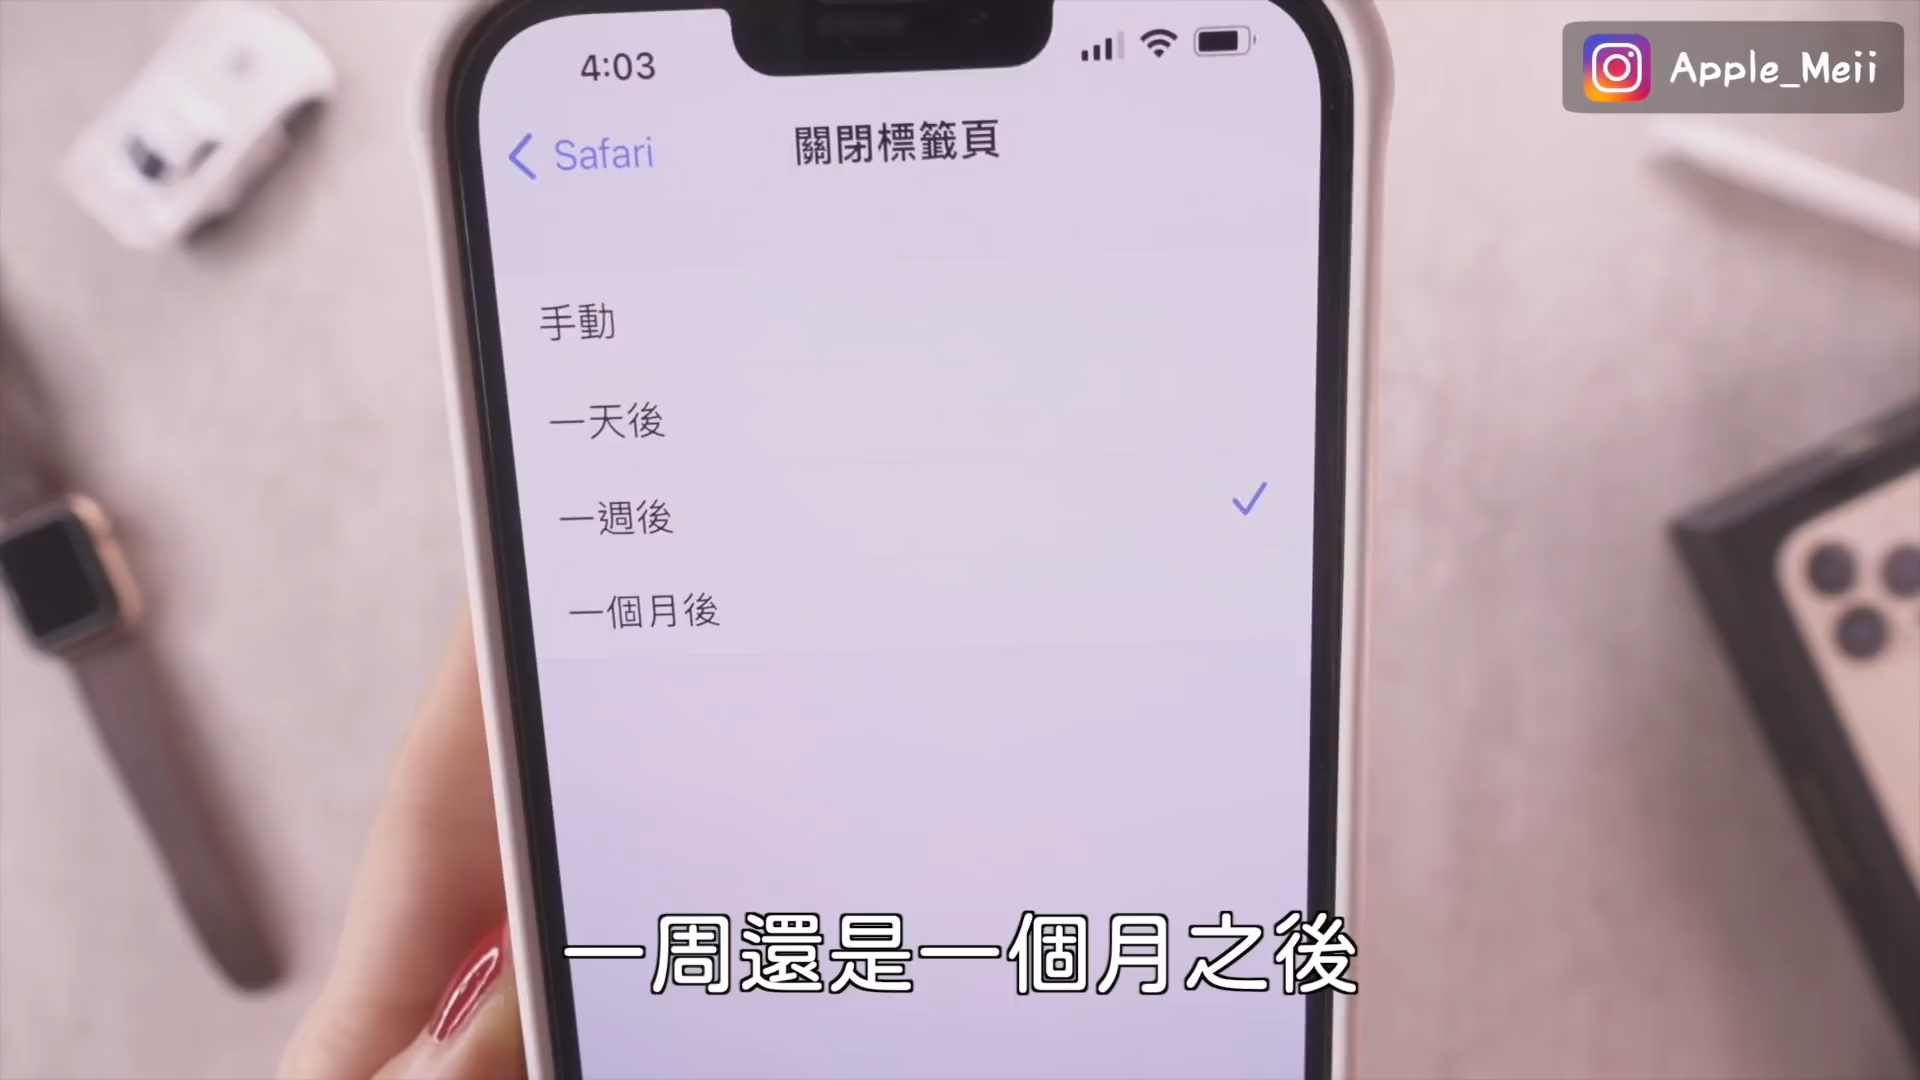 Apple_Meii
4:03
Safari
關閉標籤頁
手動
一天後
一週後
一個月後
一周還是一個月之後